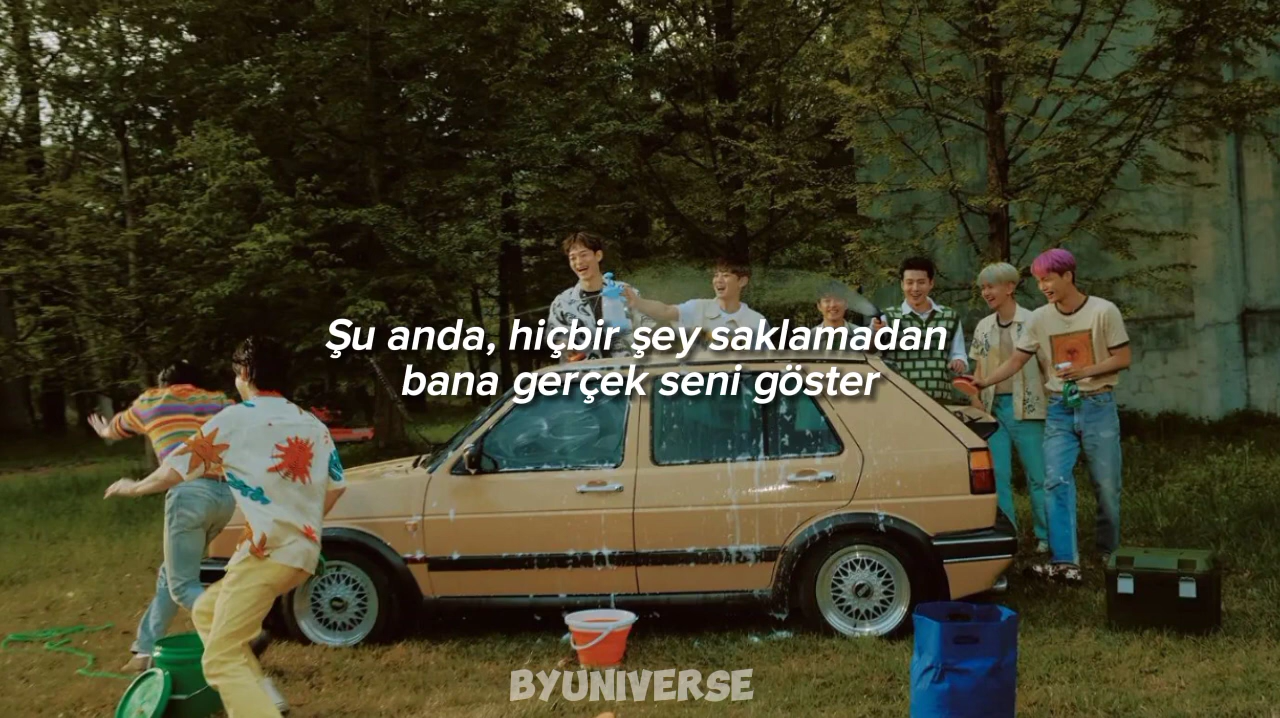 Şu anda, hiçbir şey saklamadan
bana gerçek seni göster
BYUNIVERSE